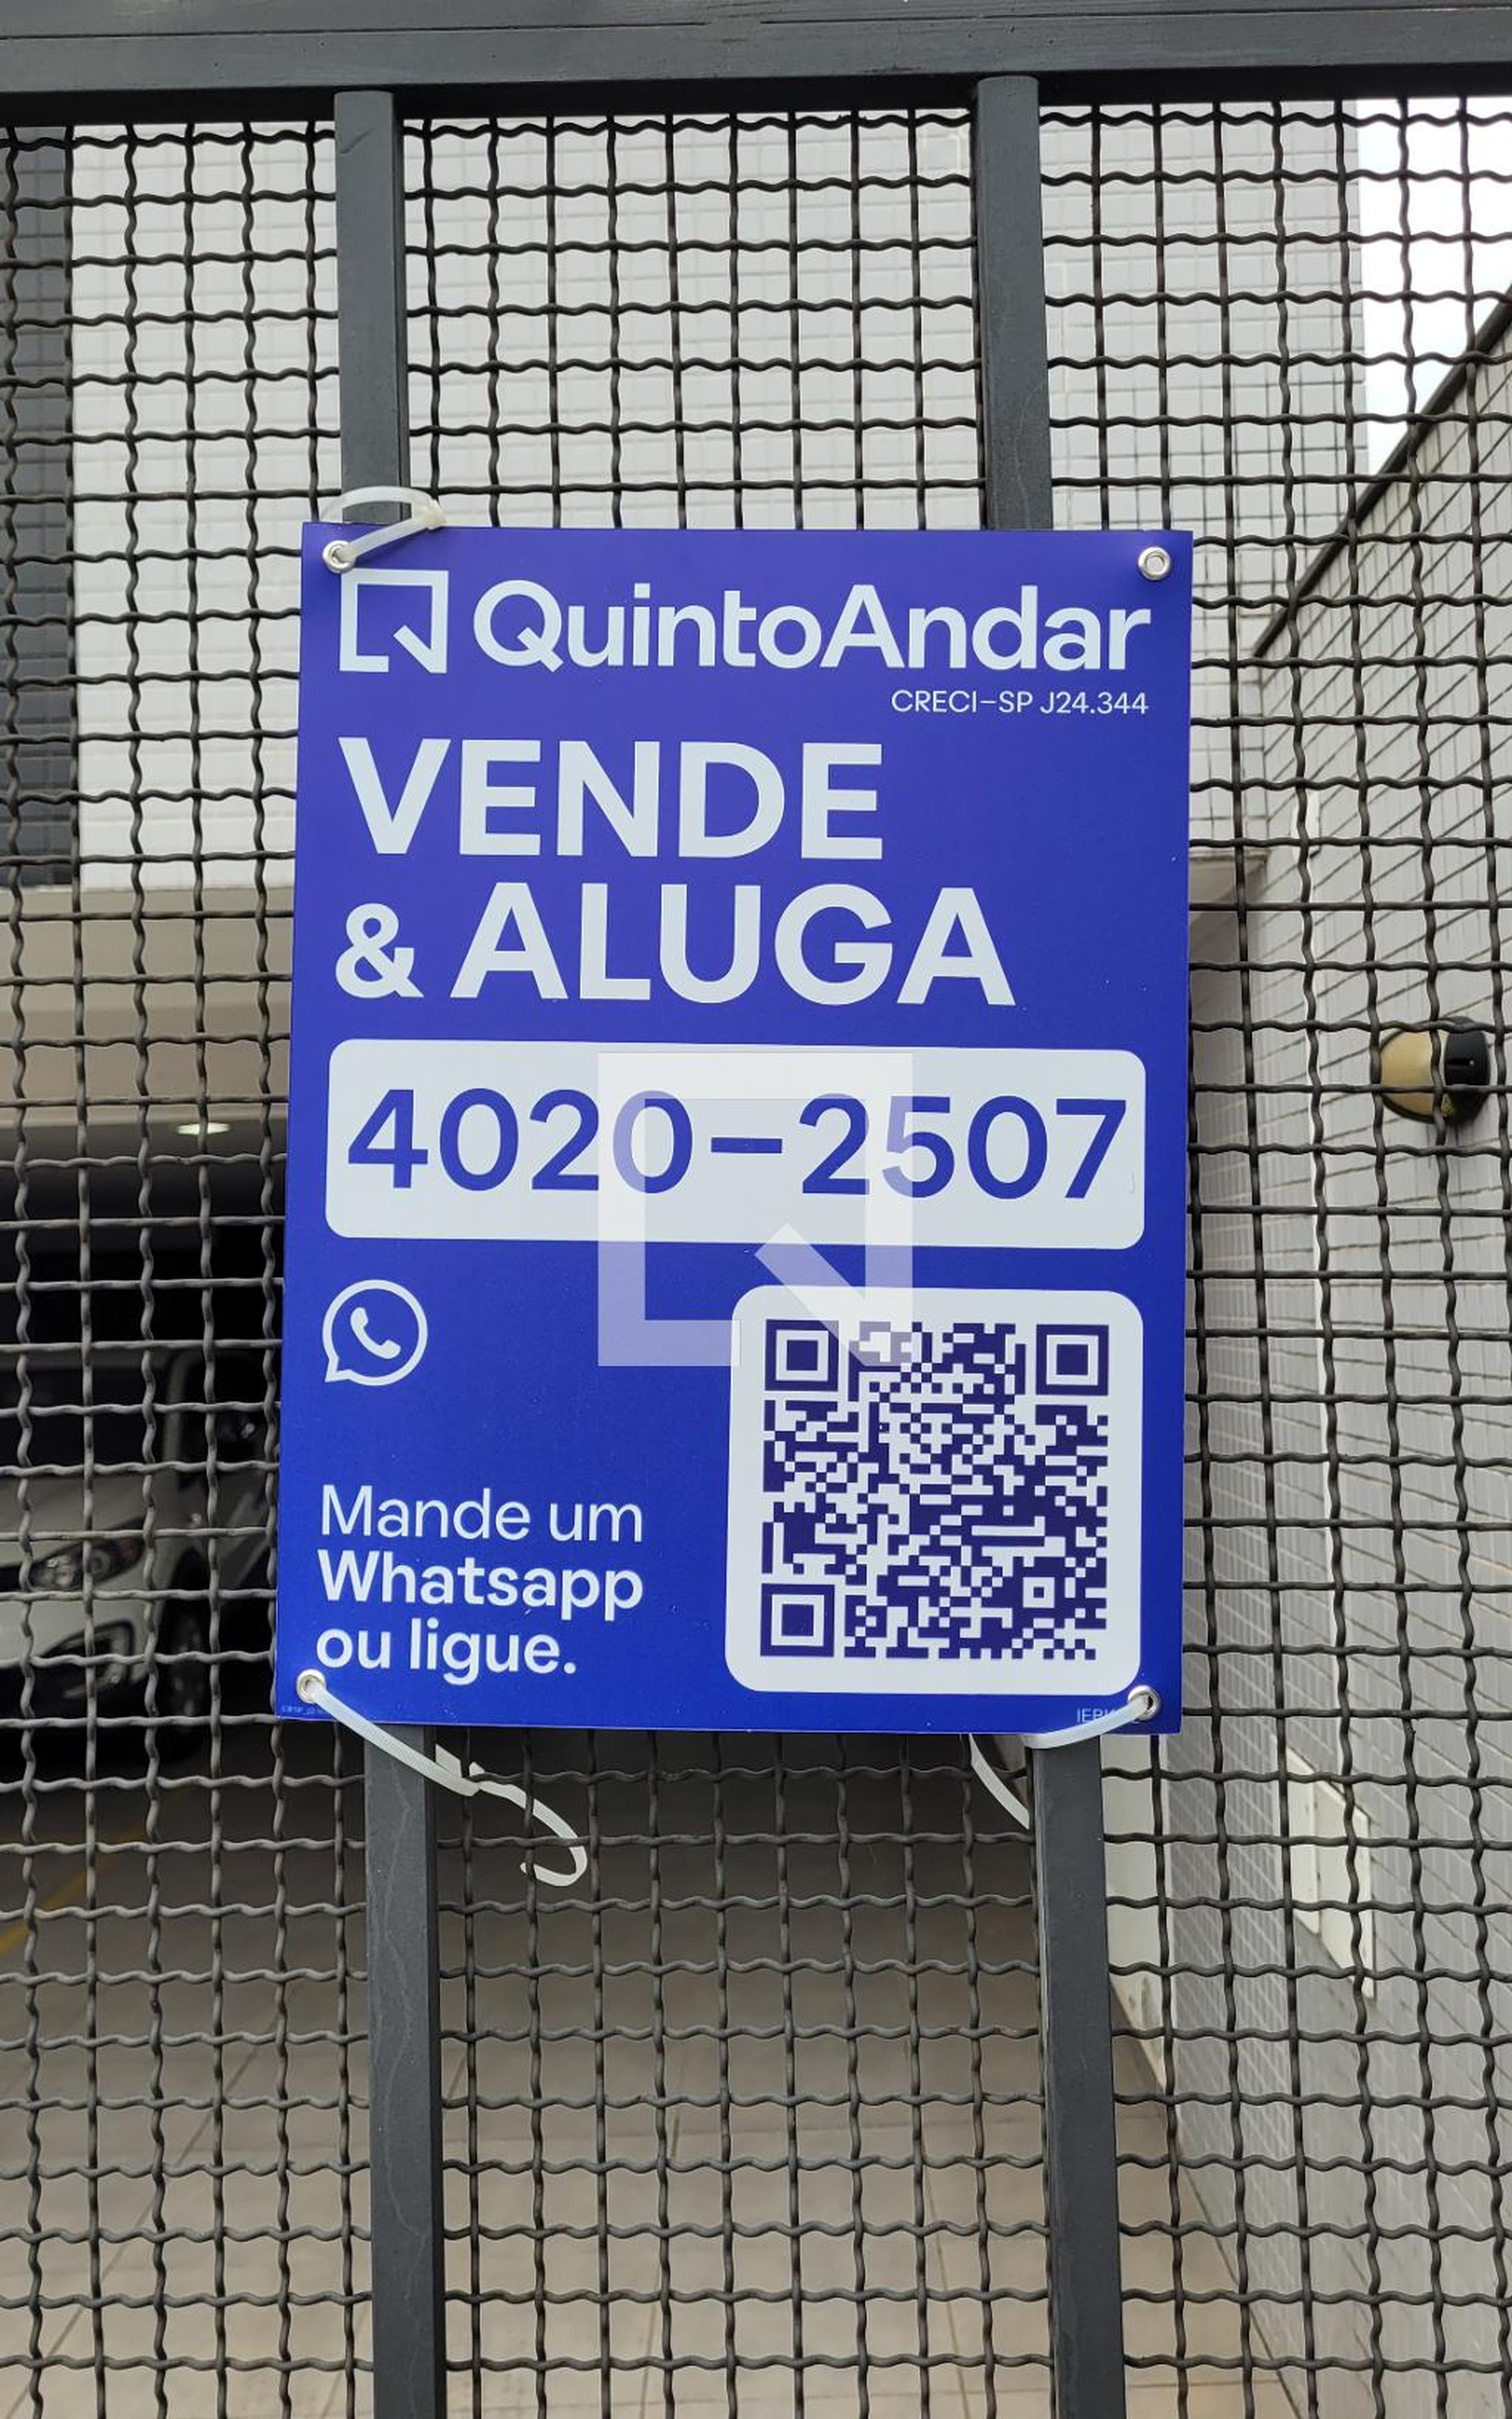 QuintoAndar
CRECI-SP J24.344
VENDE
& ALUGA
4020-2507
Mande um
Whatsapp
ou ligue.